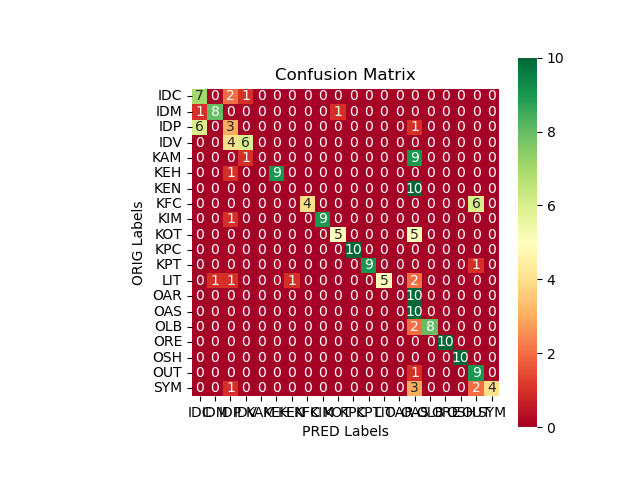 Confusion Matrix
IDC 7 0 2 1 0 0 0 0 0 0 0 0 0 0 0 0 0 0 0 0
IDM 1 8 0 0 0 0 0 0 0 1 0 0 0 0 0 0 0 0 0 0
IDP 6 0 3 0 0 0 0 0 0 0 0 0 0 0 1 0 0 0 0 0
IDV 0 0 4 6 0 0 0 0 0 0 0 0 0 0 0 0 0 0 0 0
KAM 0 0 0 1 0 0 0 0 0 0 0 0 0 0 9 0 0 0 0 0
KEH 0 0 1 0 0 9 0 0 0 0 0 0 0 0 0 0 0 0 0 0
KEN 0 0 0 0 0 0 0 0 0 0 0 0 0 0 10 0 0 0 0 0
KFC 0 0 0 0 0 0 0 4 0 0 0 0 0 0 0 0 0 0 6 0
KIM 0 0 1 0 0 0 0 0 9 0 0 0 0 0 0 0 0 0 0 0
KOT 0 0 0 0 0 0 0 0 0 5 0 0 0 0 5 0 0 0 0 0
KPC 0 0 0 0 0 0 0 0 0 0 10 0 0 0 0 0 0 0 0 0
KPT 0 0 0 0 0 0 0 0 0 0 0 9 0 0 0 0 0 0 1 0
LIT 0 1 1 0 0 0 1 0 0 0 0 0 5 0 2 0 0 0 0 0
OAR 0 0 0 0 0 0 0 0 0 0 0 0 0 0 10 0 0 0 0 0
OAS 0 0 0 0 0 0 0 0 0 0 0 0 0 0 10 0 0 0 0 0
OLB 0 0 0 0 0 0 0 0 0 0 0 0 0 0 2 8 0 0 0 0
ORE 0 0 0 0 0 0 0 0 0 0 0 0 0 0 0 0 10 0 0 0
OSH 0 0 0 0 0 0 0 0 0 0 0 0 0 0 0 0 0 10 0 0
OUT 0 0 0 0 0 0 0 0 0 0 0 0 0 0 1 0 0 0 9 0
SYM 0 0 1 0 0 0 0 0 0 0 0 0 0 0 3 0 0 0 2 4
SYM
PRED Labels
ORIG Labels
10
8
6
4
2
0